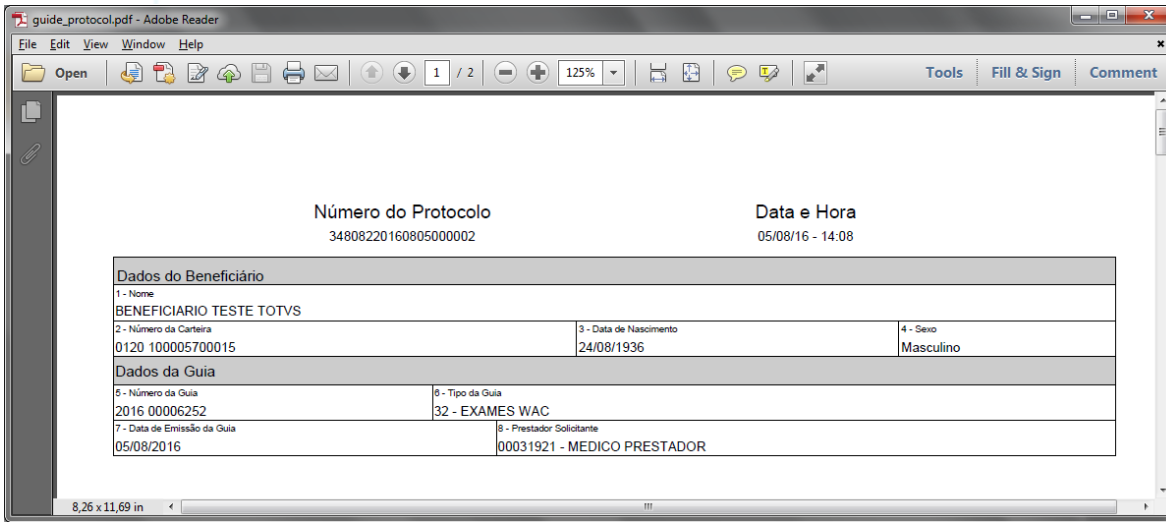 guide_protocol.pdf - Adobe Reader
File Edit View Window Help
Open 1 / 2 125% Tools Fill & Sign Comment
Número do Protocolo Data e Hora
34808220160805000002 05/08/16 - 14:08
Dados do Beneficiário
1 - Nome
BENEFICIARIO TESTE TOTVS
2 - Número da Carteira 3 - Data de Nascimento 4 - Sexo
0120 100005700015 24/08/1936 Masculino
Dados da Guia
5 - Número da Guia 6 - Tipo da Guia
2016 00006252 32 - EXAMES WAC
7 - Data de Emissão da Guia 8 - Prestador Solicitante
05/08/2016 00031921 - MEDICO PRESTADOR
8,26 x 11,69 in